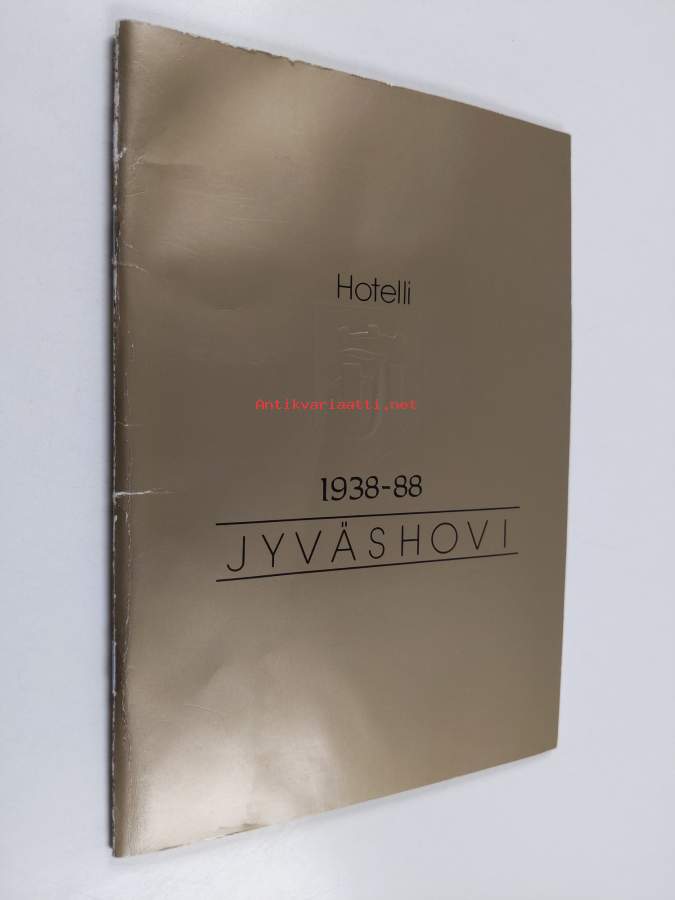 Hotelli
Antikvariaatti.net
1938-88
JYVÄSHOVI